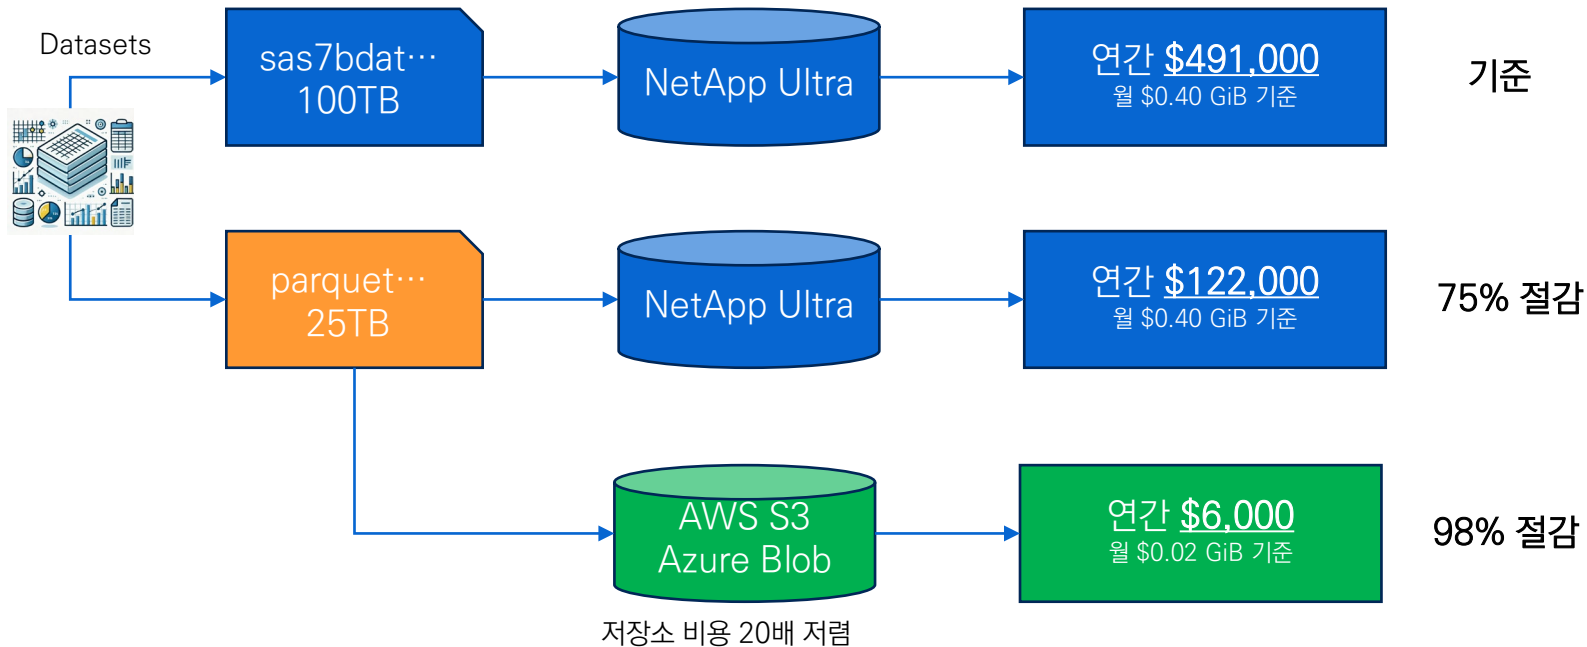 Datasets
sas7bdat…
100TB
NetApp Ultra
연간 $491,000
월 $0.40 GiB 기준
기준
parquet…
25TB
NetApp Ultra
연간 $122,000
월 $0.40 GiB 기준
75% 절감
AWS S3
Azure Blob
연간 $6,000
월 $0.02 GiB 기준
98% 절감
저장소 비용 20배 저렴